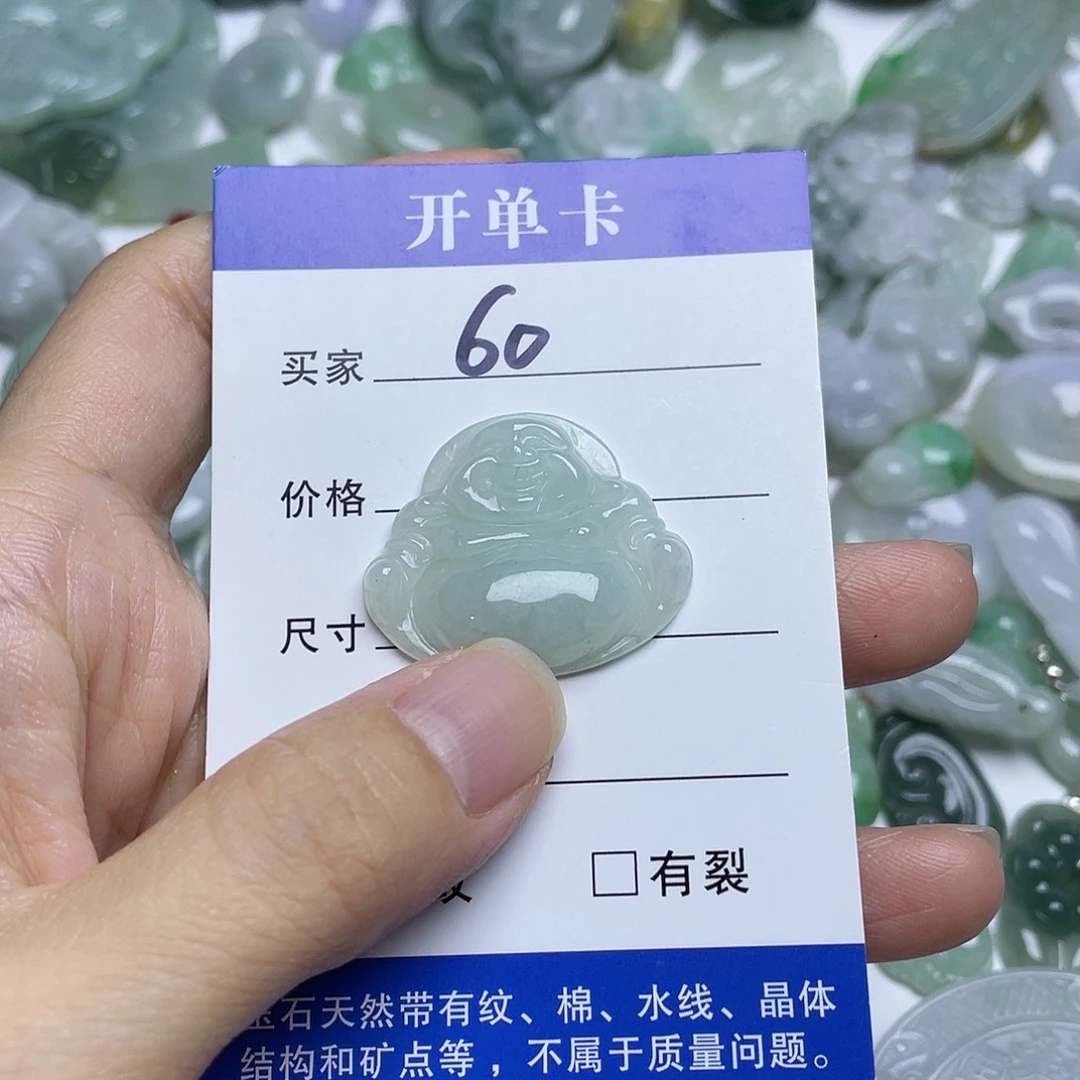 开单卡
买家 60
价格
尺寸
□有裂
玉石天然带有纹、棉、水线、晶体
结构和矿点等，不属于质量问题。